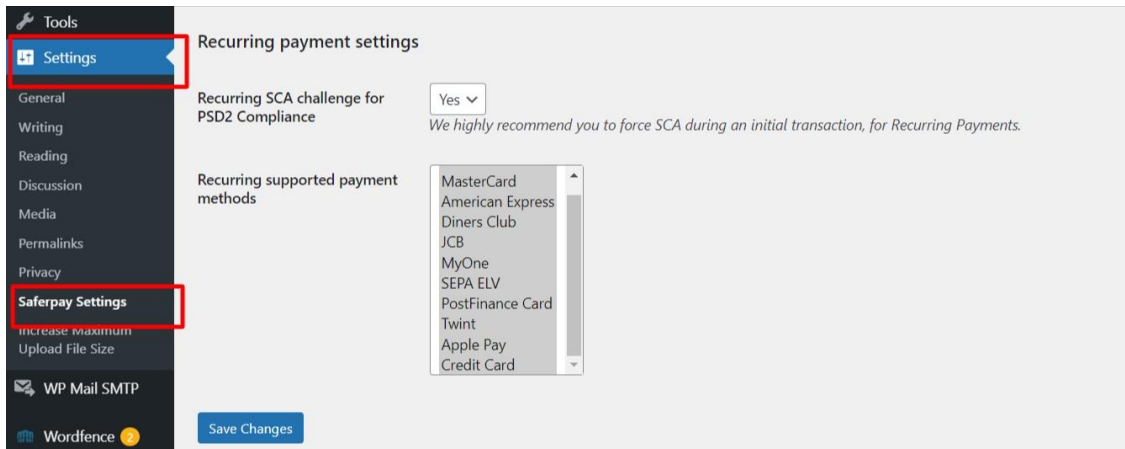 Tools
Settings
General
Writing
Reading
Discussion
Media
Permalinks
Privacy
Saferpay Settings
Increase Maximum
Upload File Size
WP Mail SMTP
Wordfence 2
Recurring payment settings
Recurring SCA challenge for
PSD2 Compliance
Yes
We highly recommend you to force SCA during an initial transaction, for Recurring Payments.
Recurring supported payment
methods
MasterCard
American Express
Diners Club
JCB
MyOne
SEPA ELV
PostFinance Card
Twint
Apple Pay
Credit Card
Save Changes